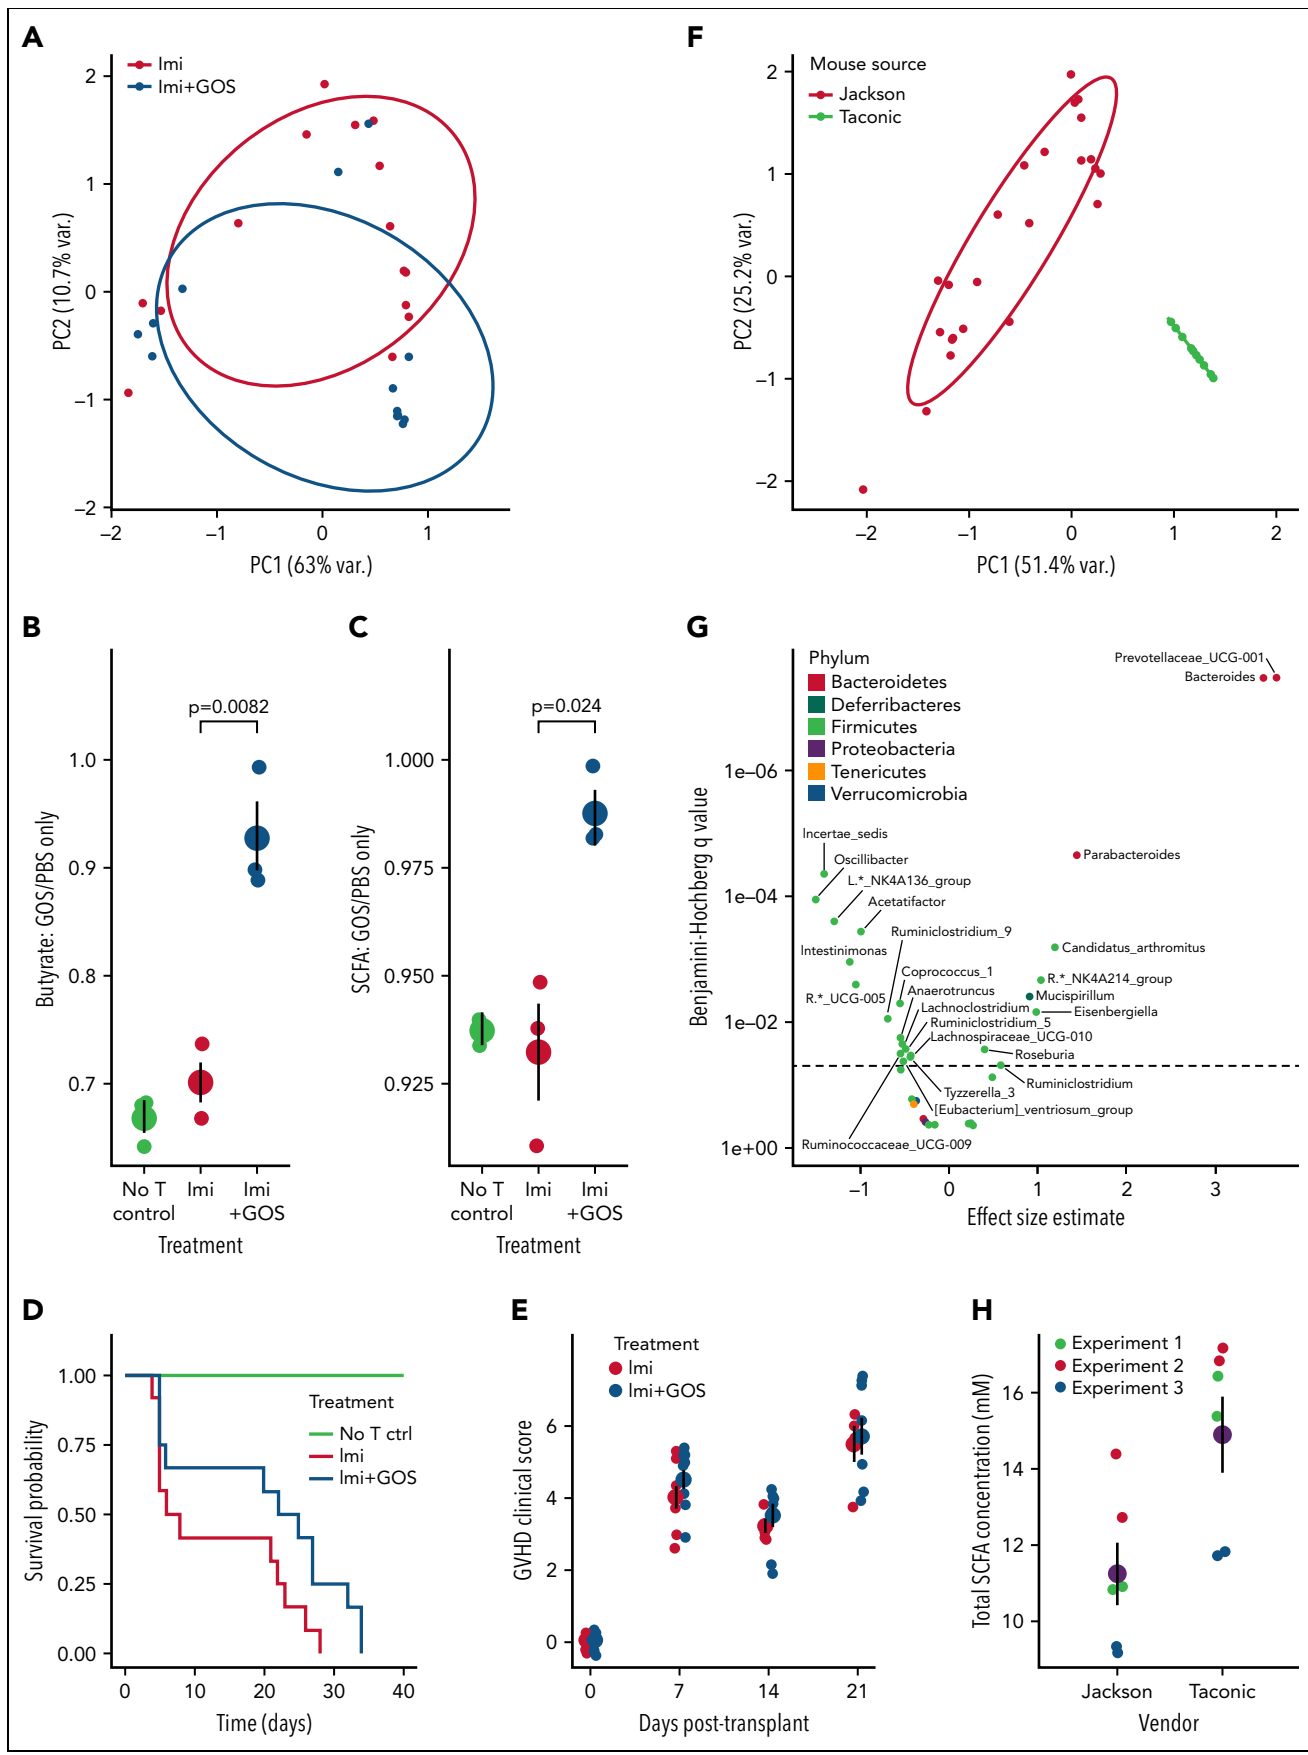 A
Imi
Imi+GOS
2
1
0
−1
−2
PC2 (10.7% var.)
−2
−1
0
1
PC1 (63% var.)
F
Mouse source
Jackson
Taconic
2
1
0
−1
−2
PC2 (25.2% var.)
−2
−1
0
1
2
PC1 (51.4% var.)
B
p=0.0082
1.0
0.9
0.8
0.7
Butyrate: GOS/PBS only
No T control
Imi
Imi +GOS
Treatment
C
p=0.024
1.000
0.975
0.950
0.925
SCFA: GOS/PBS only
No T control
Imi
Imi +GOS
Treatment
G
Phylum
Bacteroidetes
Deferribacteres
Firmicutes
Proteobacteria
Tenericutes
Verrucomicrobia
Prevotellaceae_UCG-001
Bacteroides
1e−06
1e−04
1e−02
1e+00
Benjamini-Hochberg q value
Incertae_sedis
Oscillibacter
L.*_NK4A136_group
Acetatifactor
Ruminiclostridium_9
Intestinimonas
R.*_UCG-005
Coprococcus_1
Anaerotruncus
Lachnoclostridium
Ruminiclostridium_5
Lachnospiraceae_UCG-010
Tyzzerella_3
[Eubacterium]_ventriosum_group
Ruminococcaceae_UCG-009
Parabacteroides
Candidatus_arthromitus
R.*_NK4A214_group
Mucispirillum
Eisenbergiella
Roseburia
Ruminiclostridium
−1
0
1
2
3
Effect size estimate
D
1.00
0.75
0.50
0.25
0.00
Survival probability
Treatment
No T ctrl
Imi
Imi+GOS
0
10
20
30
40
Time (days)
E
Treatment
Imi
Imi+GOS
6
4
2
0
GVHD clinical score
0
7
14
21
Days post-transplant
H
Experiment 1
Experiment 2
Experiment 3
16
14
12
10
Total SCFA concentration (mM)
Jackson
Taconic
Vendor